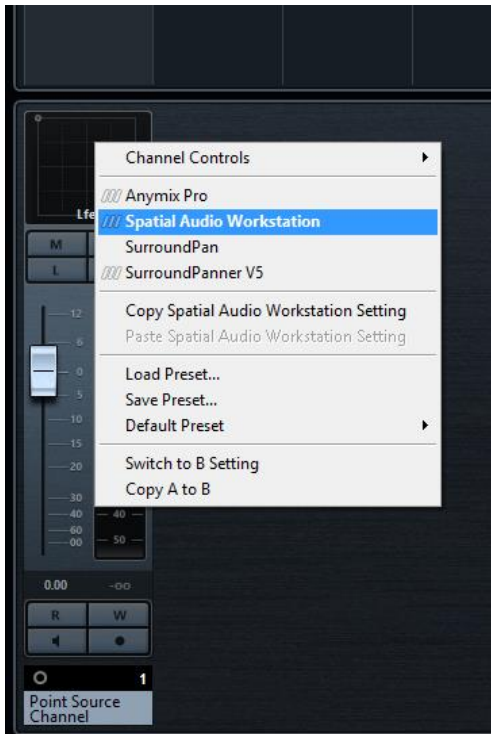 Channel Controls
Anymix Pro
Lfe
Spatial Audio Workstation
M
SurroundPan
L
SurroundPanner V5
12
Copy Spatial Audio Workstation Setting
6
Paste Spatial Audio Workstation Setting
0
Load Preset...
5
Save Preset...
10
Default Preset
15
20
Switch to B Setting
30
Copy A to B
40
40
60
00
50
0.00
-oo
R
W
1
Point Source
Channel